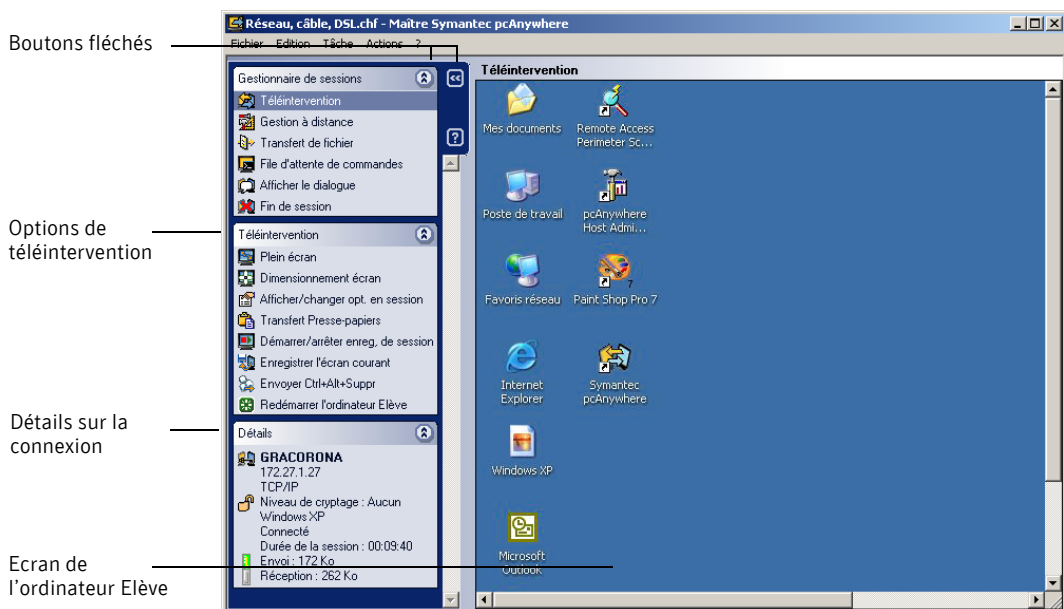 Réseau, câble, DSL.chf - Maître Symantec pcAnywhere
Fichier Edition Tâche Actions ?
Boutons fléchés
Gestionnaire de sessions
Téléintervention
Gestion à distance
Transfert de fichier
File d'attente de commandes
Afficher le dialogue
Fin de session
Options de
téléintervention
Téléintervention
Plein écran
Dimensionnement écran
Afficher/changer opt. en session
Transfert Presse-papiers
Démarrer/arrêter enreg, de session
Enregistrer l'écran courant
Envoyer Ctrl+Alt+Suppr
Redémarrer l'ordinateur Elève
Détails sur la
connexion
Détails
GRACORONA
172.27.1.27
TCP/IP
Niveau de cryptage : Aucun
Windows XP
Connecté
Durée de la session : 00:09:40
Envoi : 172 Ko
Réception : 262 Ko
Ecran de
l'ordinateur Elève
Téléintervention
Mes documents
Remote Access
Perimeter Sc...
Poste de travail
pcAnywhere
Host Admi...
Favoris réseau
Paint Shop Pro 7
Internet
Explorer
Symantec
pcAnywhere
Windows XP
Microsoft
Outlook